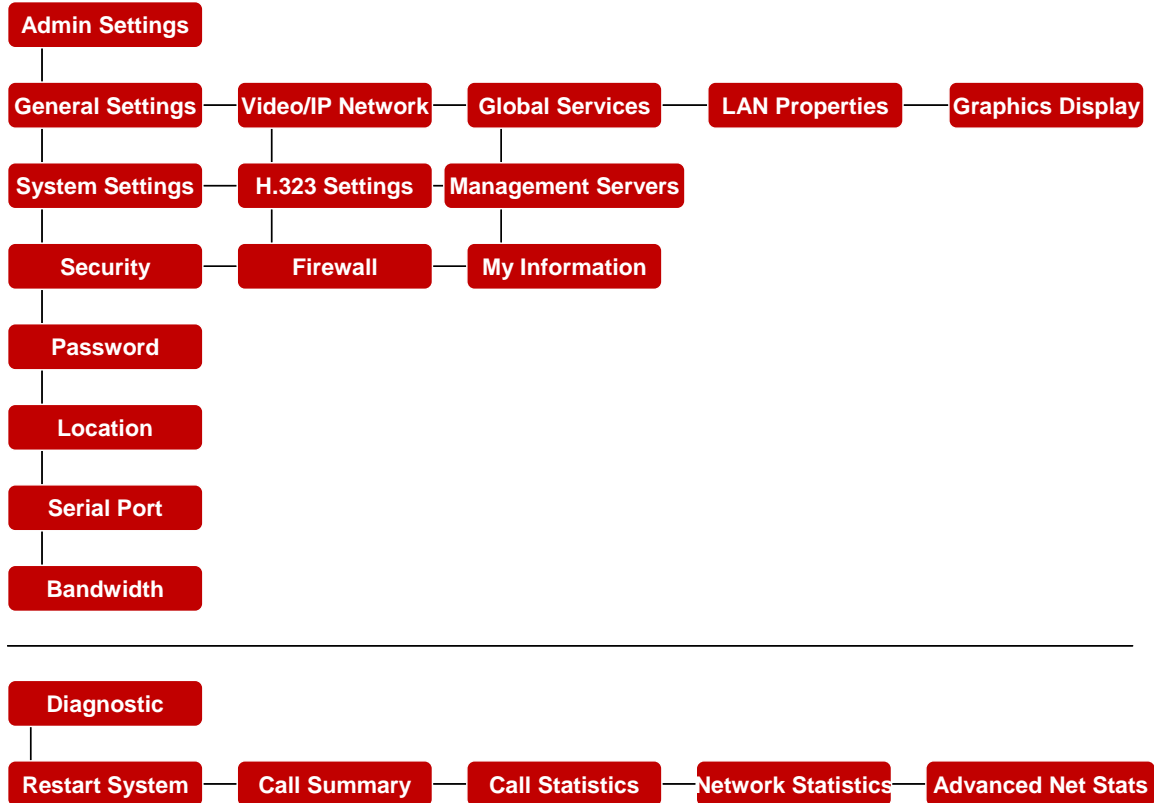 Admin Settings
General Settings
Video/IP Network
Global Services
LAN Properties
Graphics Display
System Settings
H.323 Settings
Management Servers
Security
Firewall
My Information
Password
Location
Serial Port
Bandwidth
Diagnostic
Restart System
Call Summary
Call Statistics
Network Statistics
Advanced Net Stats